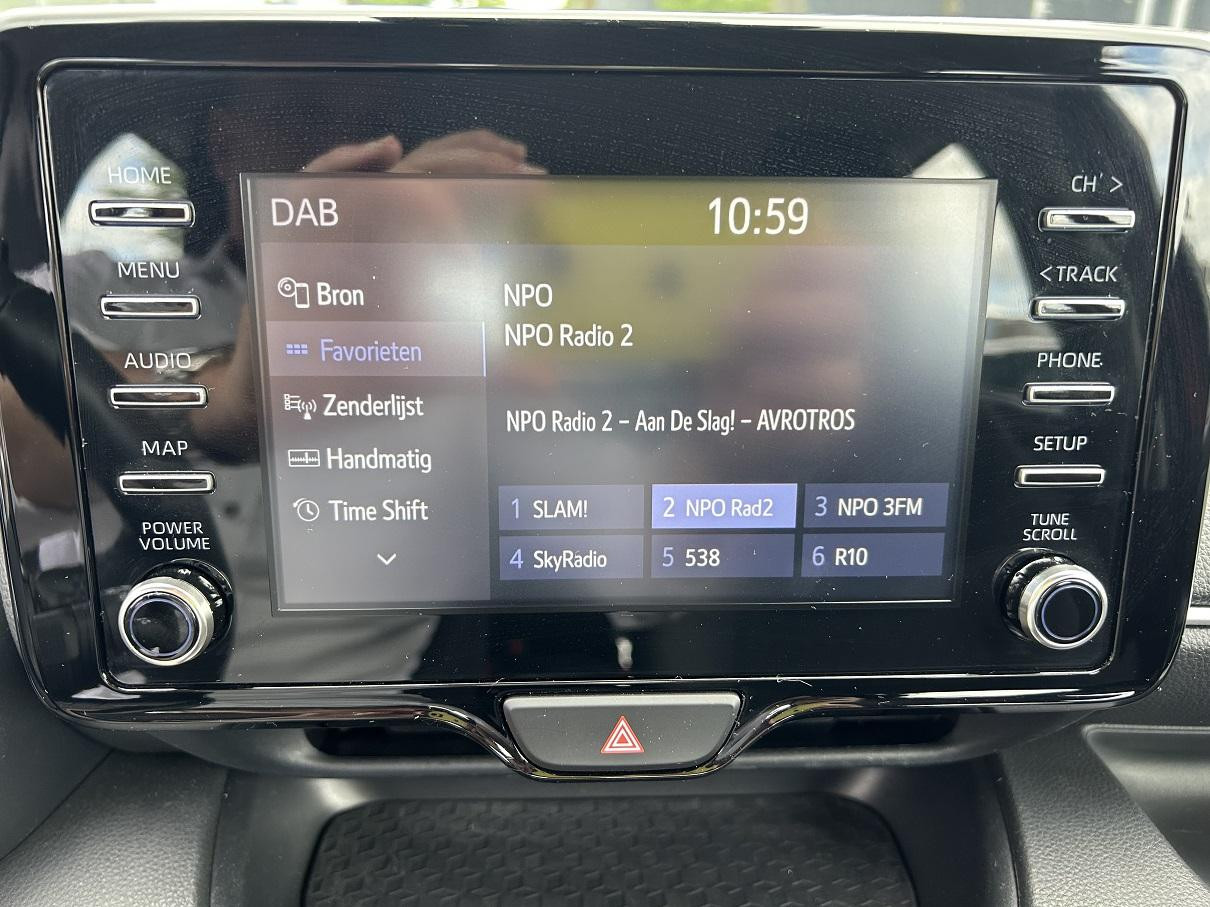 HOME
MENU
AUDIO
MAP
POWER
VOLUME
DAB
10:59
Bron
Favorieten
Zenderlijst
Handmatig
Time Shift
NPO
NPO Radio 2
NPO Radio 2 – Aan De Slag! – AVROTROS
1 SLAM! 2 NPO Rad2 3 NPO 3FM
4 SkyRadio 5 538 6 R10
CH >
< TRACK
PHONE
SETUP
TUNE
SCROLL